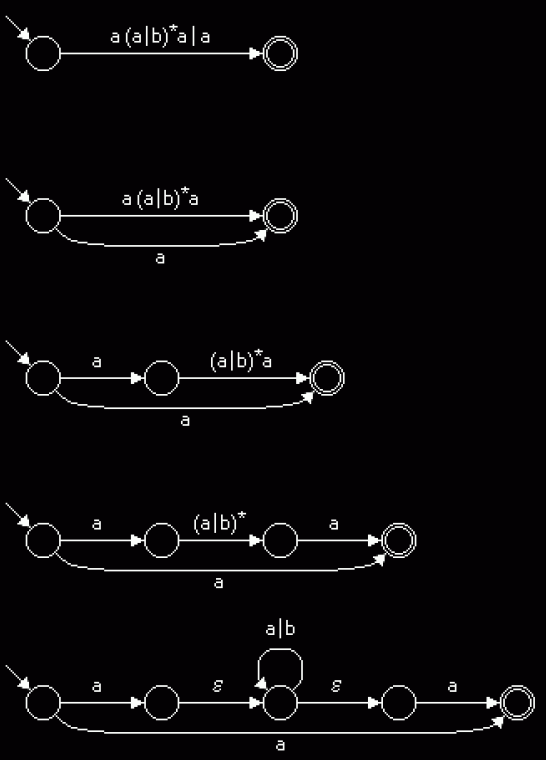 a(a|b)*a|a
a(a|b)*a
a
a (a|b)*a
a
a (a|b)* a
a
a|b
a ε ε a
a